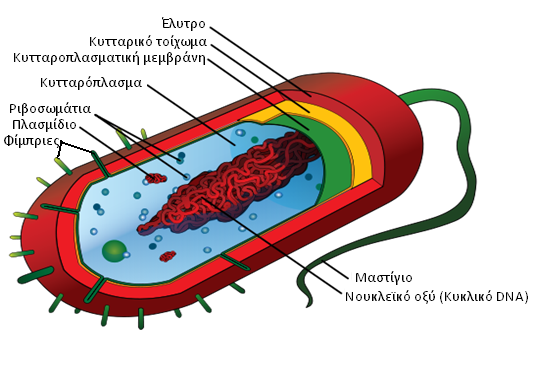 Έλυτρο
Κυτταρικό τοίχωμα
Κυτταροπλασματική μεμβράνη
Κυτταρόπλασμα
Ριβοσωμάτια
Πλασμίδιο
Φίμπριες
Μαστίγιο
Νουκλεϊκό οξύ (Κυκλικό DNA)